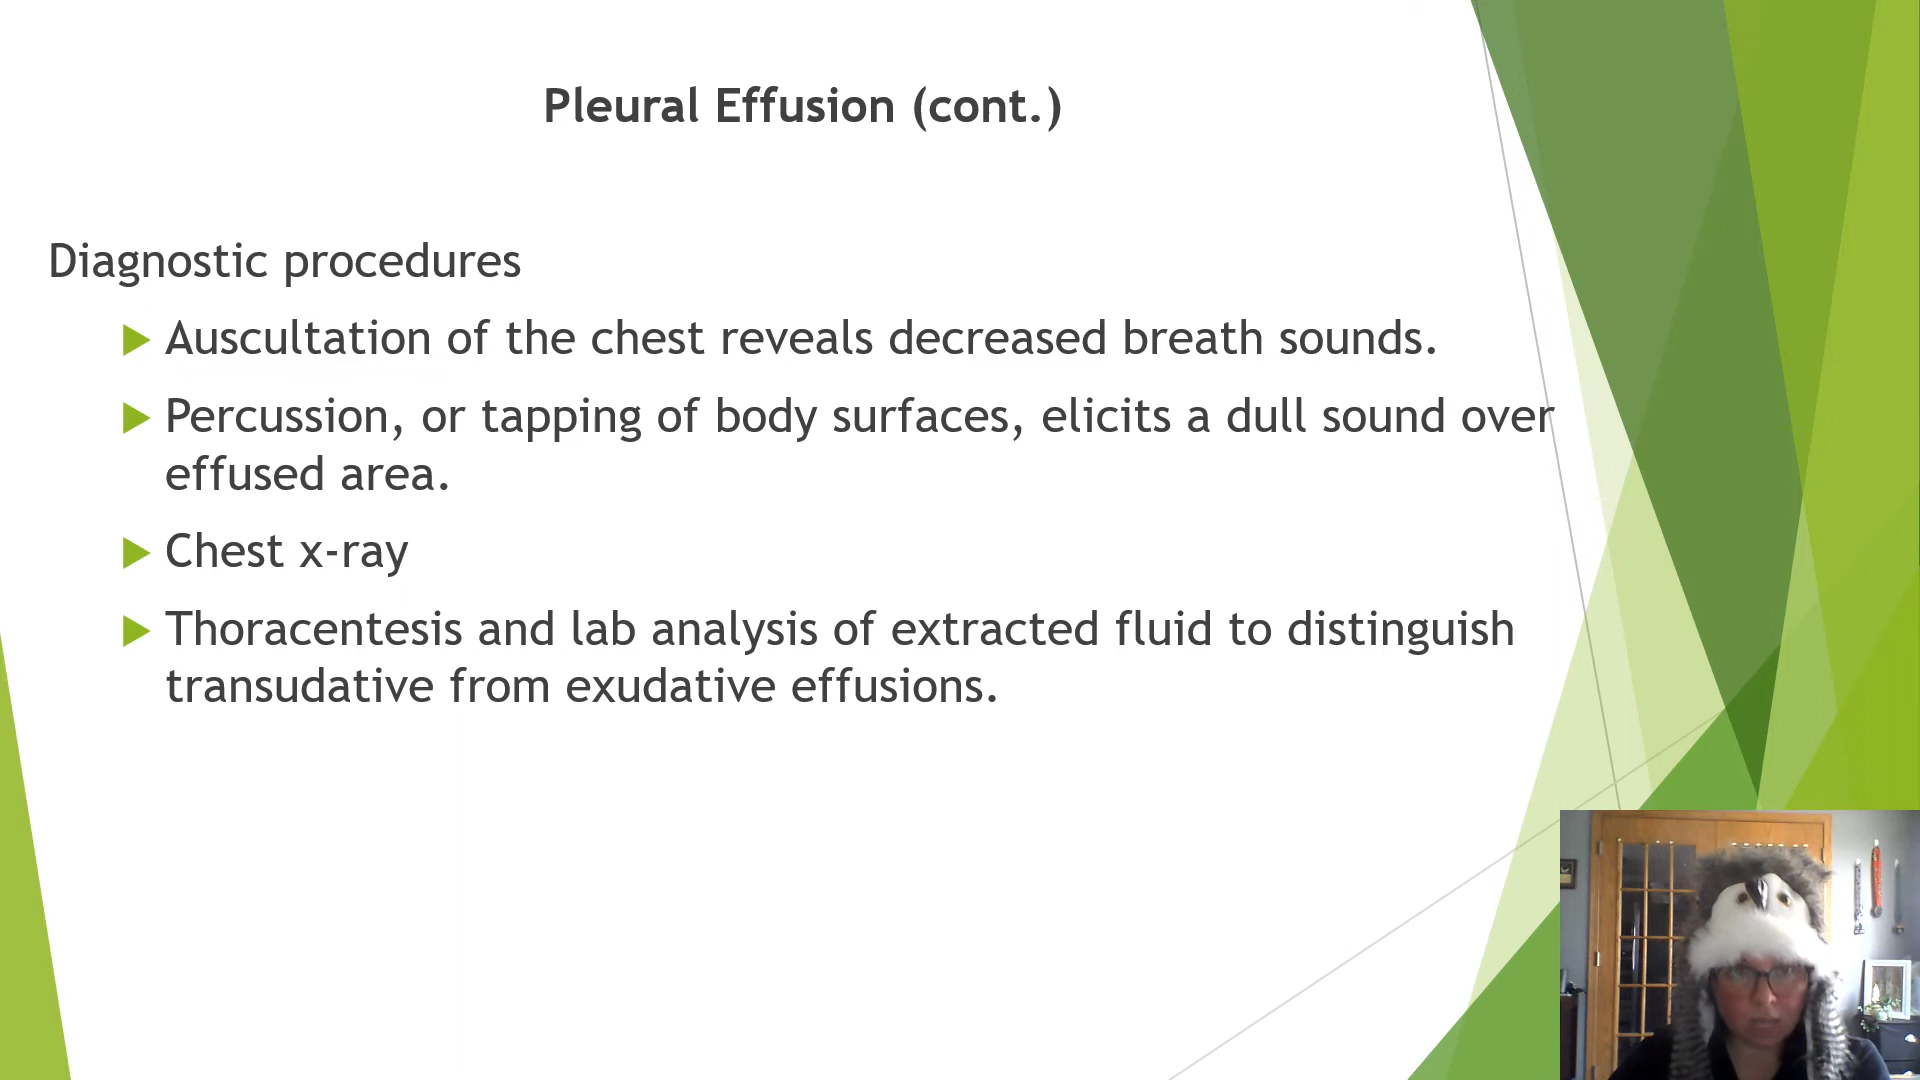 Pleural Effusion (cont.)
Diagnostic procedures
Auscultation of the chest reveals decreased breath sounds.
Percussion, or tapping of body surfaces, elicits a dull sound over
effused area.
Chest x-ray
Thoracentesis and lab analysis of extracted fluid to distinguish
transudative from exudative effusions.